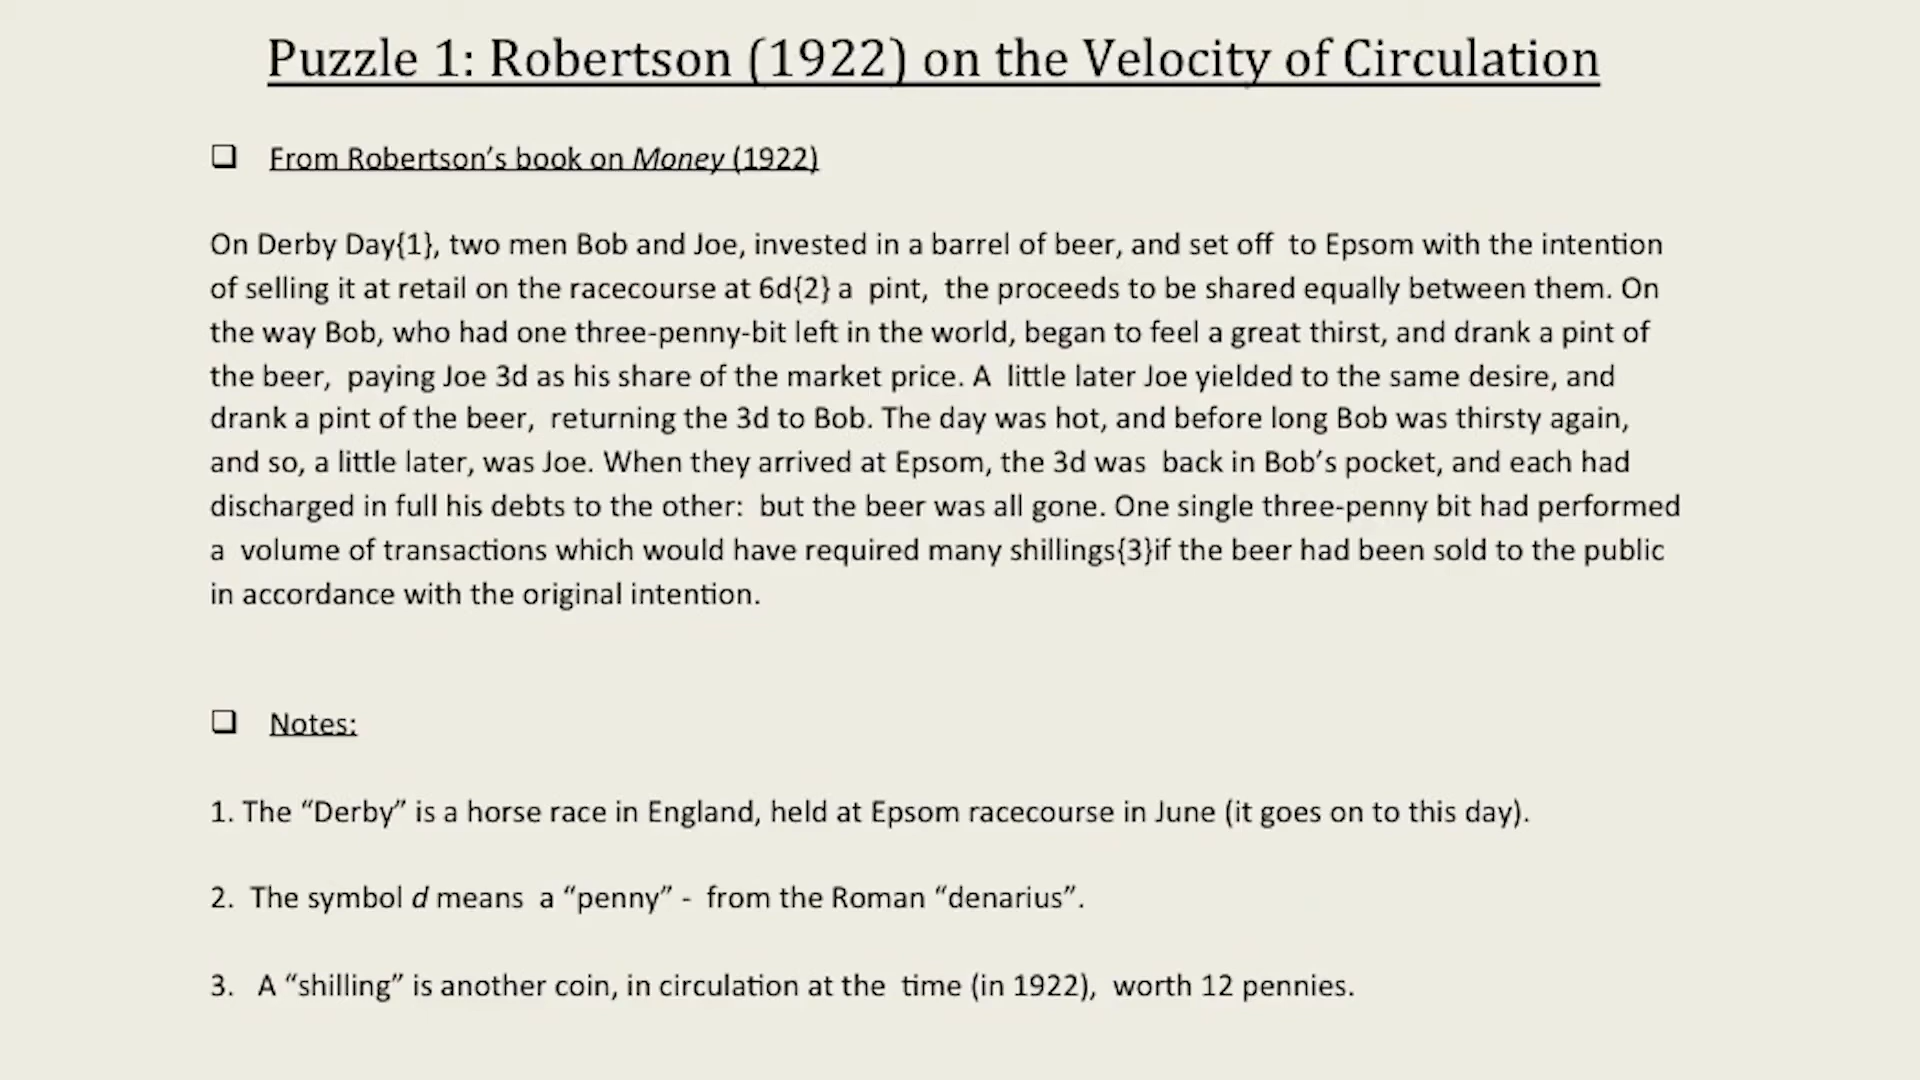 Puzzle 1: Robertson (1922) on the Velocity of Circulation
❑ From Robertson's book on Money (1922)
On Derby Day{1}, two men Bob and Joe, invested in a barrel of beer, and set off to Epsom with the intention
of selling it at retail on the racecourse at 6d{2} a pint, the proceeds to be shared equally between them. On
the way Bob, who had one three-penny-bit left in the world, began to feel a great thirst, and drank a pint of
the beer, paying Joe 3d as his share of the market price. A little later Joe yielded to the same desire, and
drank a pint of the beer, returning the 3d to Bob. The day was hot, and before long Bob was thirsty again,
and so, a little later, was Joe. When they arrived at Epsom, the 3d was back in Bob's pocket, and each had
discharged in full his debts to the other: but the beer was all gone. One single three-penny bit had performed
a volume of transactions which would have required many shillings{3}if the beer had been sold to the public
in accordance with the original intention.
❑ Notes:
1. The “Derby” is a horse race in England, held at Epsom racecourse in June (it goes on to this day).
2. The symbol d means a “penny” - from the Roman “denarius”.
3. A “shilling” is another coin, in circulation at the time (in 1922), worth 12 pennies.